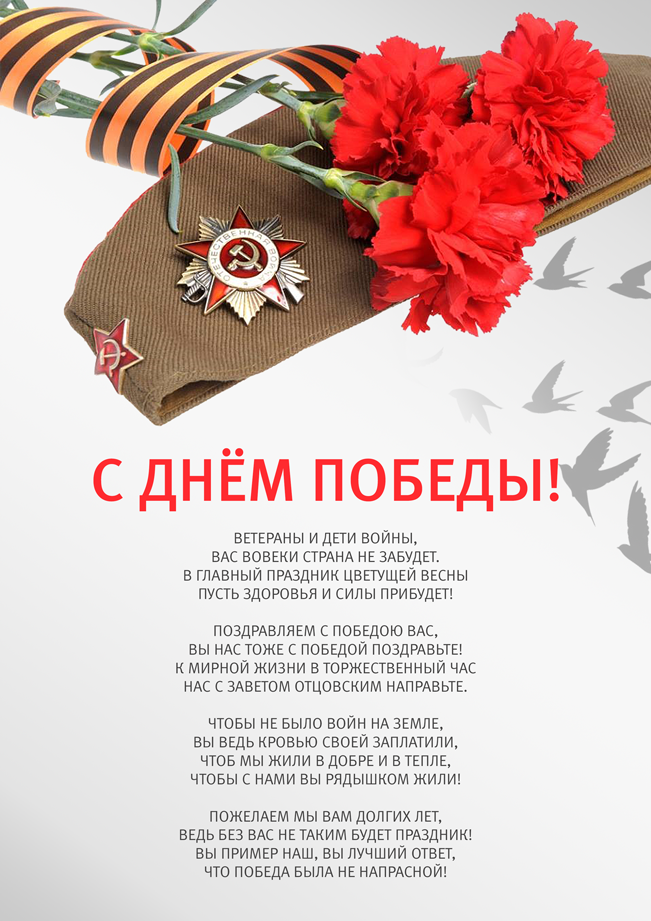 ОТЕЧЕСТВЕННАЯ ВОЙНА
С ДНЁМ ПОБЕДЫ!
ВЕТЕРАНЫ И ДЕТИ ВОЙНЫ,
ВАС ВОВЕКИ СТРАНА НЕ ЗАБУДЕТ.
В ГЛАВНЫЙ ПРАЗДНИК ЦВЕТУЩЕЙ ВЕСНЫ
ПУСТЬ ЗДОРОВЬЯ И СИЛЫ ПРИБУДЕТ!
ПОЗДРАВЛЯЕМ С ПОБЕДОЮ ВАС,
ВЫ НАС ТОЖЕ С ПОБЕДОЙ ПОЗДРАВЬТЕ!
К МИРНОЙ ЖИЗНИ В ТОРЖЕСТВЕННЫЙ ЧАС
НАС С ЗАВЕТОМ ОТЦОВСКИМ НАПРАВЬТЕ.
ЧТОБЫ НЕ БЫЛО ВОЙН НА ЗЕМЛЕ,
ВЫ ВЕДЬ КРОВЬЮ СВОЕЙ ЗАПЛАТИЛИ,
ЧТОБ МЫ ЖИЛИ В ДОБРЕ И В ТЕПЛЕ,
ЧТОБЫ С НАМИ ВЫ РЯДЫШКОМ ЖИЛИ!
ПОЖЕЛАЕМ МЫ ВАМ ДОЛГИХ ЛЕТ,
ВЕДЬ БЕЗ ВАС НЕ ТАКИМ БУДЕТ ПРАЗДНИК!
ВЫ ПРИМЕР НАШ, ВЫ ЛУЧШИЙ ОТВЕТ,
ЧТО ПОБЕДА БЫЛА НЕ НАПРАСНОЙ!